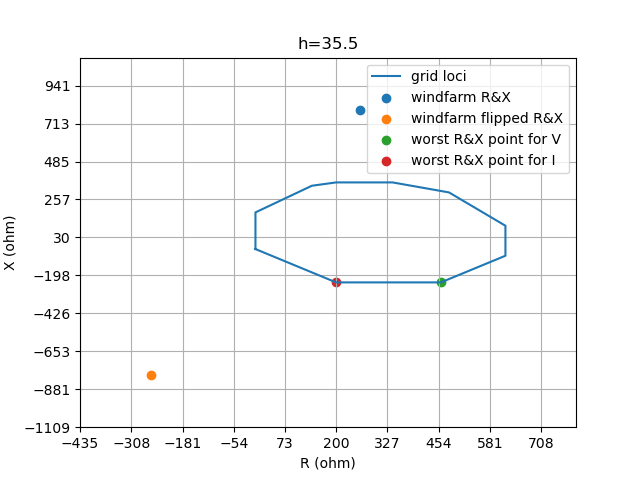 h=35.5
grid loci
windfarm R&X
windfarm flipped R&X
worst R&X point for V
worst R&X point for I
941
713
485
257
30
−198
−426
−653
−881
−1109
X (ohm)
−435
−308
−181
−54
73
200
327
454
581
708
R (ohm)